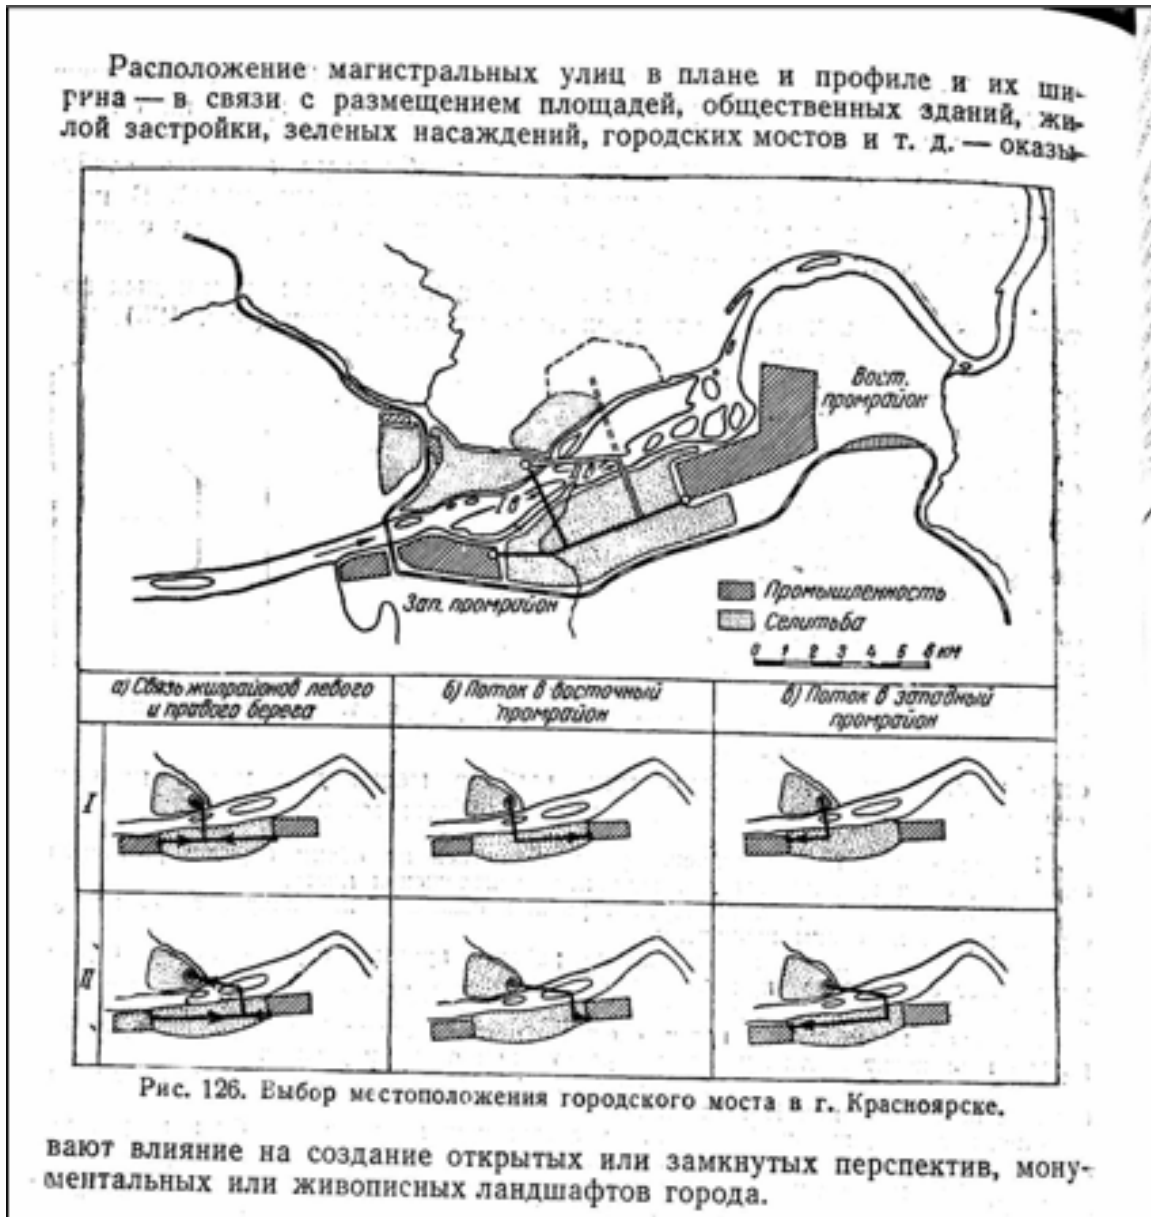 Расположение магистральных улиц в плане и профиле и их ши-
рина — в связи с размещением площадей, общественных зданий, жи-
лой застройки, зеленых насаждений, городских мостов и т. д. — оказы-
Вост.
промрайон
Зап. промрайон
Промышленность
Селитьба
0 1 2 3 4 5 6 км
а) Связь жилрайонов левого
и правого берега
б) Поток в восточный
промрайон
в) Поток в западный
промрайон
I
II
Рис. 126. Выбор местоположения городского моста в г. Красноярске.
вают влияние на создание открытых или замкнутых перспектив, мону-
ментальных или живописных ландшафтов города.